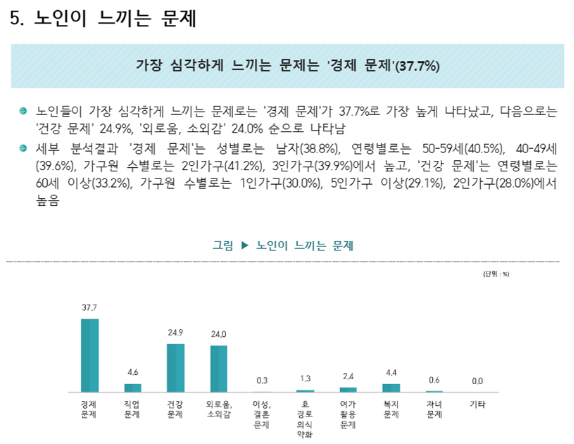 5. 노인이 느끼는 문제
가장 심각하게 느끼는 문제는 '경제 문제'(37.7%)
노인들이 가장 심각하게 느끼는 문제로는 '경제 문제'가 37.7%로 가장 높게 나타났고, 다음으로는
'건강 문제' 24.9%, '외로움, 소외감' 24.0% 순으로 나타남
세부 분석결과 '경제 문제'는 성별로는 남자(38.8%), 연령별로는 50-59세(40.5%), 40-49세
(39.6%), 가구원 수별로는 2인가구(41.2%), 3인가구(39.9%)에서 높고, '건강 문제'는 연령별로는
60세 이상(33.2%), 가구원 수별로는 1인가구(30.0%), 5인가구 이상(29.1%), 2인가구(28.0%)에서
높음
그림 ▶ 노인이 느끼는 문제
(단위 : %)
37.7
4.6
24.9
24.0
0.3
1.3
2.4
4.4
0.6
0.0
경제
문제
직업
문제
건강
문제
외로움,
소외감
이성,
결혼
문제
효
경로
의식
약화
여가
활용
문제
복지
문제
자녀
문제
기타